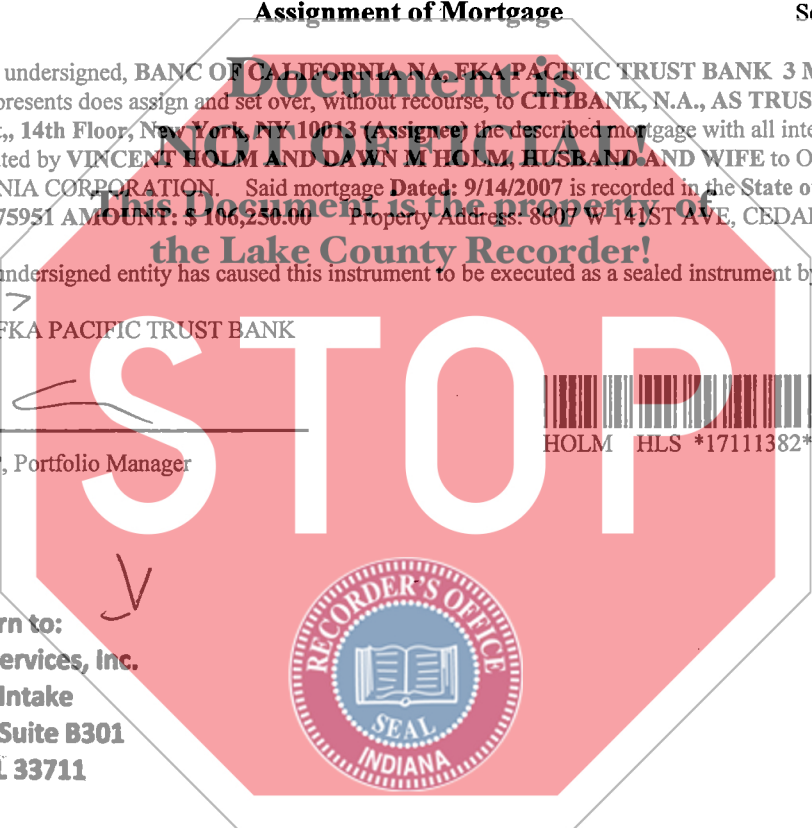 Assignment of Mortgage
undersigned, BANC OF CALIFORNIA NA, FKA PACIFIC TRUST BANK 3 M
presents does assign and set over, without recourse, to CITIBANK, N.A., AS TRUS
t., 14th Floor, New York, NY 10013 (Assignee) the described mortgage with all inte
ted by VINCENT HOLM AND DAWN M HOLM, HUSBAND AND WIFE to O
NIA CORPORATION. Said mortgage Dated: 9/14/2007 is recorded in the State o
75951 AMOUNT: $ 106,250.00 Property Address: 8607 W 141ST AVE, CEDA
undersigned entity has caused this instrument to be executed as a sealed instrument by
FKA PACIFIC TRUST BANK
, Portfolio Manager
HOLM HLS *17111382*
rn to:
ervices, Inc.
Intake
Suite B301
L 33711
Document is
NOT OFFICIAL!
This Document is the property of
the Lake County Recorder!
STOP
RECORDER'S OFFICE
SEAL
INDIANA